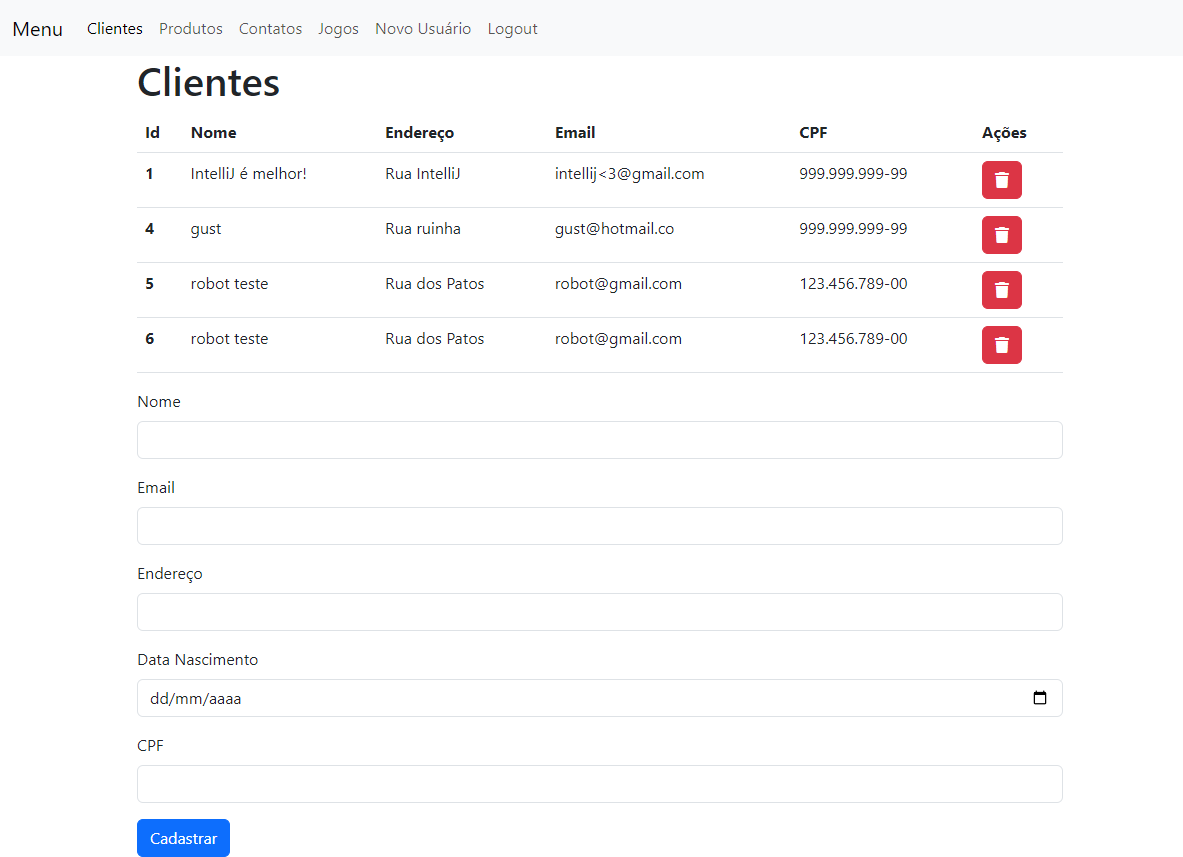 Menu Clientes Produtos Contatos Jogos Novo Usuário Logout
Clientes
Id Nome Endereço Email CPF Ações
1 IntelliJ é melhor! Rua IntelliJ intellij<3@gmail.com 999.999.999-99
4 gust Rua ruinha gust@hotmail.co 999.999.999-99
5 robot teste Rua dos Patos robot@gmail.com 123.456.789-00
6 robot teste Rua dos Patos robot@gmail.com 123.456.789-00
Nome
Email
Endereço
Data Nascimento
dd/mm/aaaa
CPF
Cadastrar